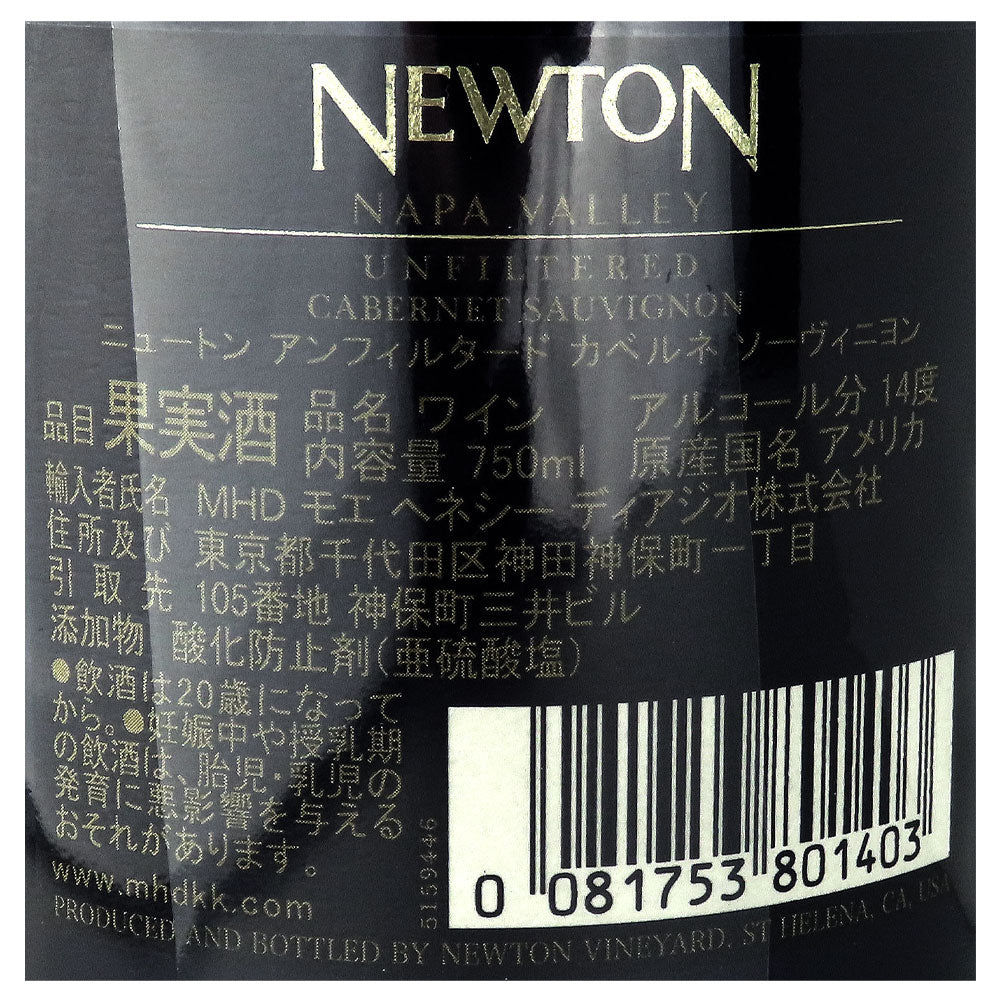 NEWTON
NAPA VALLEY
UNFILTERED
CABERNET SAUVIGNON
ニュートン アンフィルタード カベルネ ソーヴィニヨン
品目 果実酒 品名 ワイン アルコール分 14度
内容量 750ml 原産国名 アメリカ
輸入者氏名 MHD モエ ヘネシー ディアジオ株式会社
住所及び 東京都千代田区神田神保町一丁目
引取先 105番地 神保町三井ビル
添加物 酸化防止剤(亜硫酸塩)
●飲酒は20歳になって
から。●妊娠中や授乳期
の飲酒は、胎児・乳児の
発育に悪影響を与える
おそれがあります。
www.mhdkk.com
5159446
0 081753 801403
PRODUCED AND BOTTLED BY NEWTON VINEYARD, ST HELENA, CA, USA